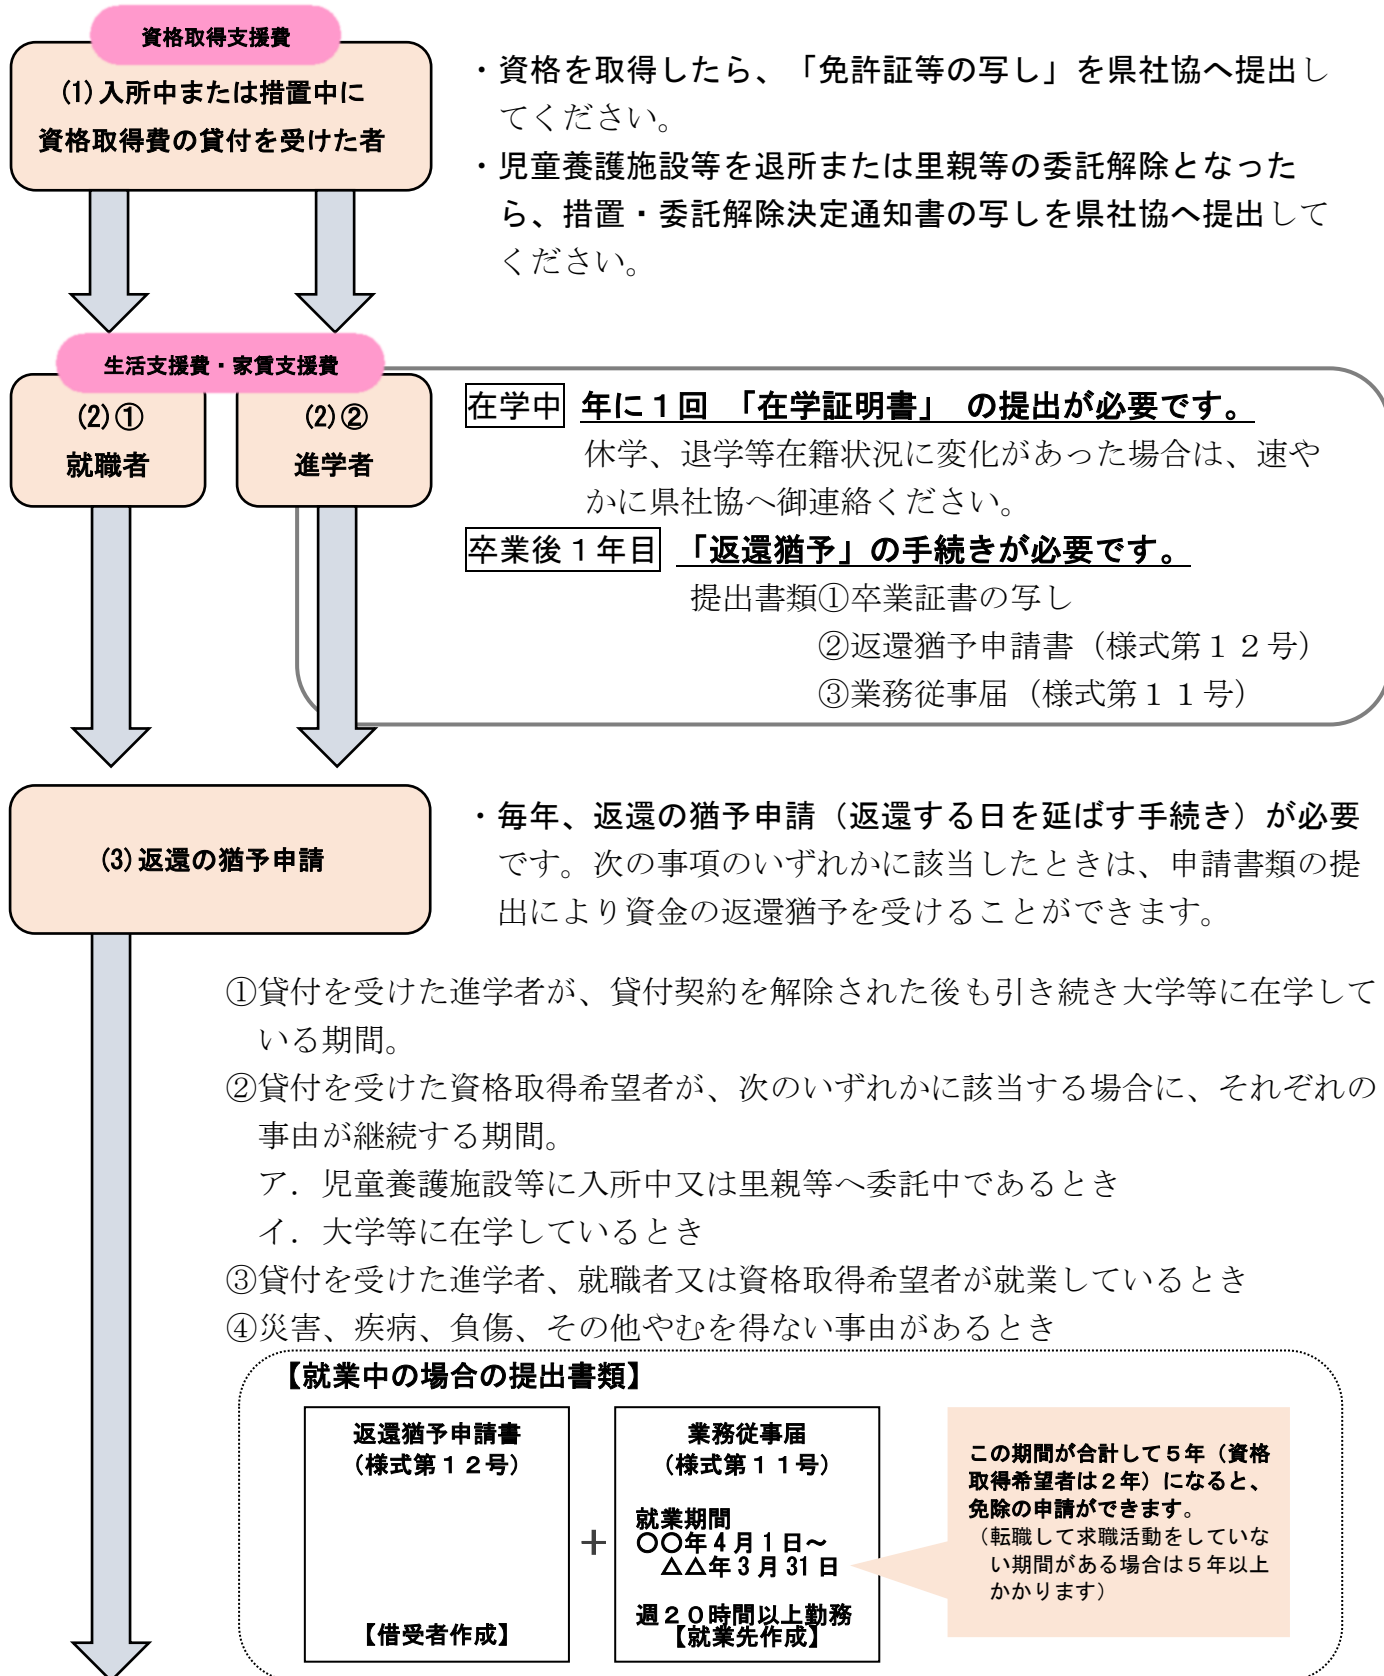 資格取得支援費
(1)入所中または措置中に
資格取得費の貸付を受けた者
・資格を取得したら、「免許証等の写し」を県社協へ提出し
てください。
・児童養護施設等を退所または里親等の委託解除となった
ら、措置・委託解除決定通知書の写しを県社協へ提出して
ください。
生活支援費・家賃支援費
(2)①
就職者
(2)②
進学者
在学中 年に１回 「在学証明書」 の提出が必要です。
休学、退学等在籍状況に変化があった場合は、速や
かに県社協へ御連絡ください。
卒業後１年目 「返還猶予」の手続きが必要です。
提出書類①卒業証書の写し
②返還猶予申請書（様式第１２号）
③業務従事届（様式第１１号）
(3)返還の猶予申請
・毎年、返還の猶予申請（返還する日を延ばす手続き）が必要
です。次の事項のいずれかに該当したときは、申請書類の提
出により資金の返還猶予を受けることができます。
①貸付を受けた進学者が、貸付契約を解除された後も引き続き大学等に在学して
いる期間。
②貸付を受けた資格取得希望者が、次のいずれかに該当する場合に、それぞれの
事由が継続する期間。
ア．児童養護施設等に入所中又は里親等へ委託中であるとき
イ．大学等に在学しているとき
③貸付を受けた進学者、就職者又は資格取得希望者が就業しているとき
④災害、疾病、負傷、その他やむを得ない事由があるとき
【就業中の場合の提出書類】
返還猶予申請書
（様式第１２号）
【借受者作成】
＋
業務従事届
（様式第１１号）
就業期間
〇〇年４月１日～
△△年３月31日
週２０時間以上勤務
【就業先作成】
この期間が合計して５年（資格
取得希望者は２年）になると、
免除の申請ができます。
（転職して求職活動をしていな
い期間がある場合は５年以上
かかります）